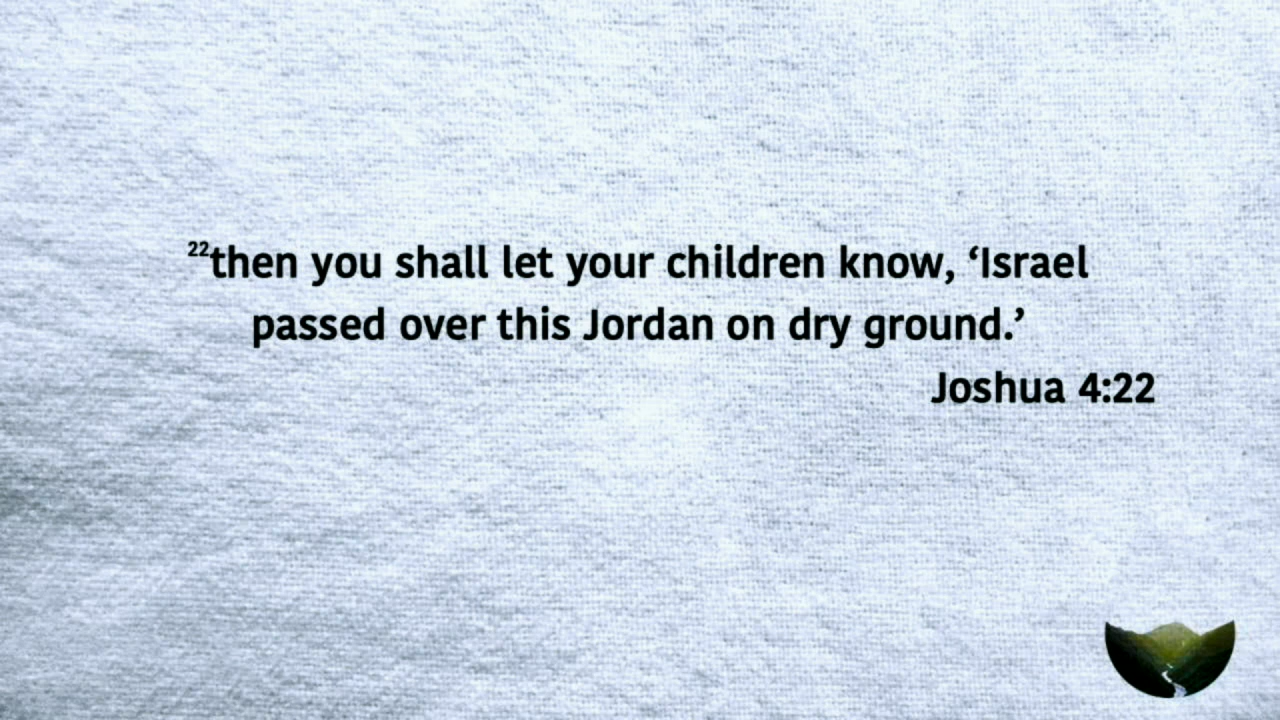 ²²then you shall let your children know, ‘Israel
passed over this Jordan on dry ground.’
Joshua 4:22